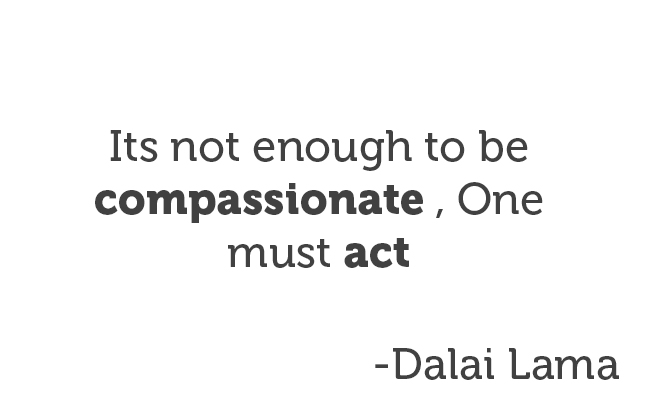 Its not enough to be
compassionate , One
must act
-Dalai Lama